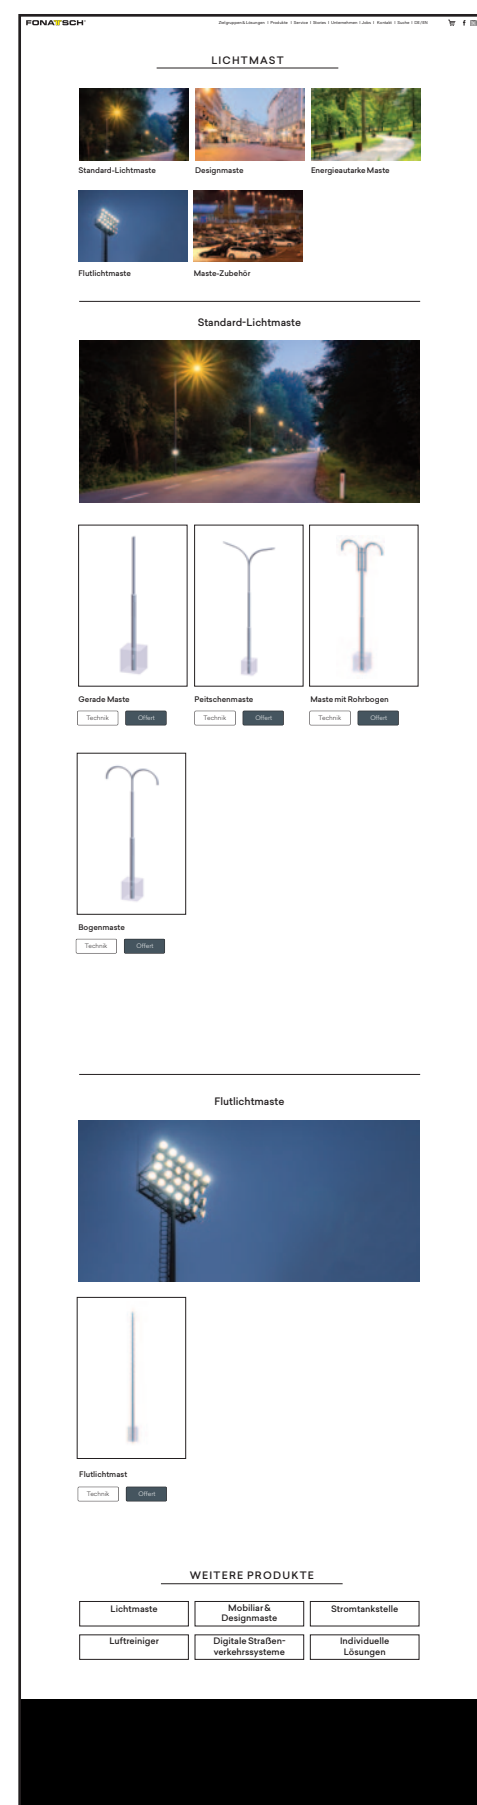 FONATSCH
Zielgruppen & Lösungen I Produkte I Service I Stories I Unternehmen I Jobs I Kontakt I Suche I DE/EN
LICHTMAST
Standard-Lichtmaste
Designmaste
Energieautarke Maste
Flutlichtmaste
Maste-Zubehör
Standard-Lichtmaste
Gerade Maste
Peitschenmaste
Maste mit Rohrbogen
Technik
Offert
Technik
Offert
Technik
Offert
Bogenmaste
Technik
Offert
Flutlichtmaste
Flutlichtmast
Technik
Offert
WEITERE PRODUKTE
Lichtmaste
Mobiliar &
Designmaste
Stromtankstelle
Luftreiniger
Digitale Straßen-
verkehrssysteme
Individuelle
Lösungen